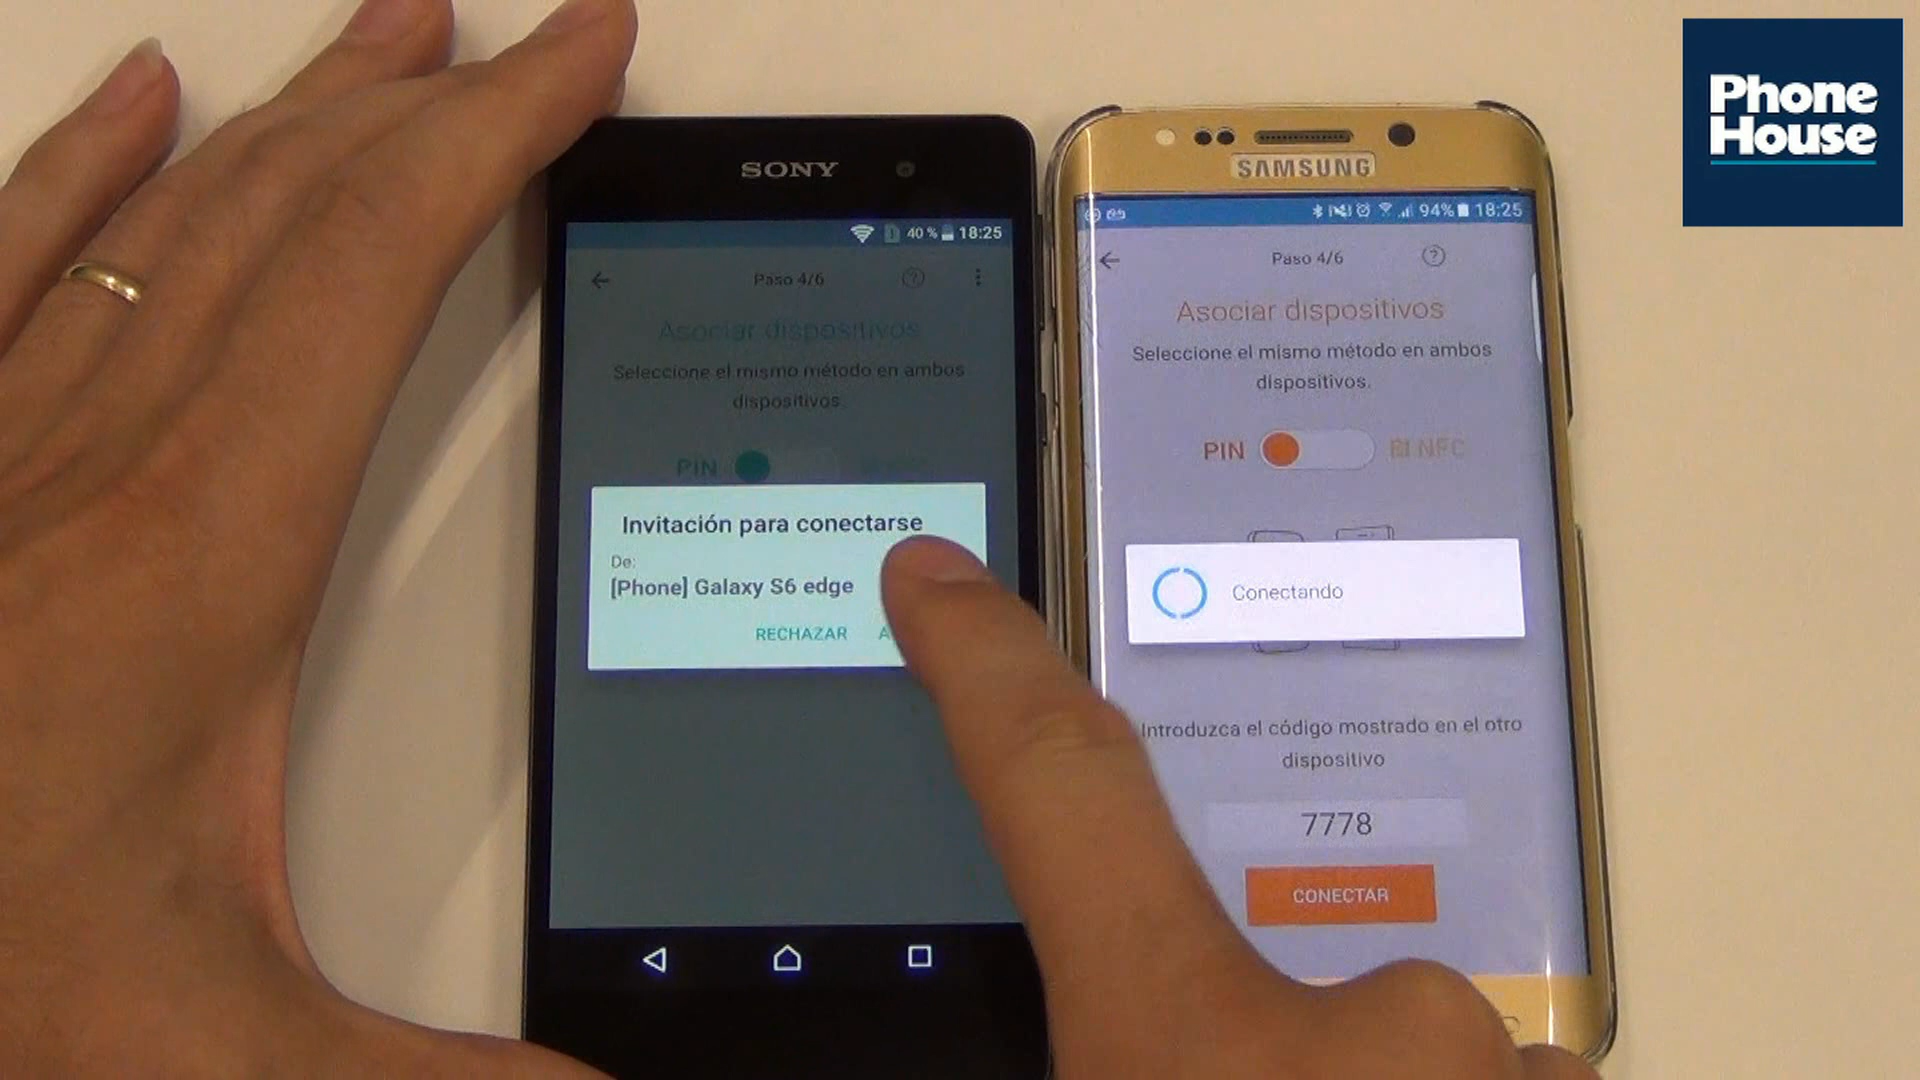 Phone
House
SONY
40 % 18:25
Paso 4/6
Asociar dispositivos
Seleccione el mismo método en ambos
dispositivos.
PIN
Invitación para conectarse
De:
[Phone] Galaxy S6 edge
RECHAZAR
SAMSUNG
94% 18:25
Paso 4/6
Asociar dispositivos
Seleccione el mismo método en ambos
dispositivos.
PIN NFC
Conectando
Introduzca el código mostrado en el otro
dispositivo
7778
CONECTAR